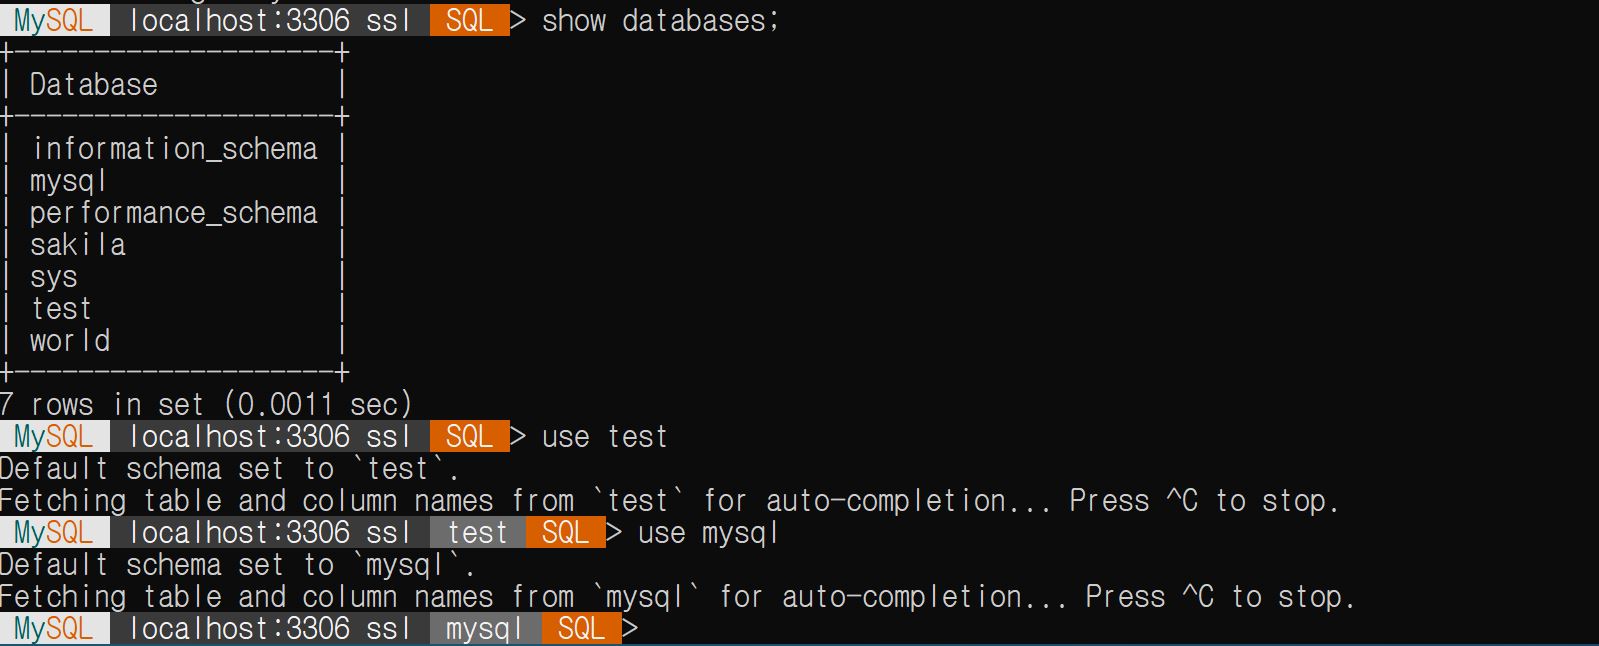 MySQL localhost:3306 ssl SQL > show databases;
+--------------------+
| Database           |
+--------------------+
| information_schema |
| mysql              |
| performance_schema |
| sakila             |
| sys                |
| test               |
| world              |
+--------------------+
7 rows in set (0.0011 sec)
MySQL localhost:3306 ssl SQL > use test
Default schema set to `test`.
Fetching table and column names from `test` for auto-completion... Press ^C to stop.
MySQL localhost:3306 ssl test SQL > use mysql
Default schema set to `mysql`.
Fetching table and column names from `mysql` for auto-completion... Press ^C to stop.
MySQL localhost:3306 ssl mysql SQL >